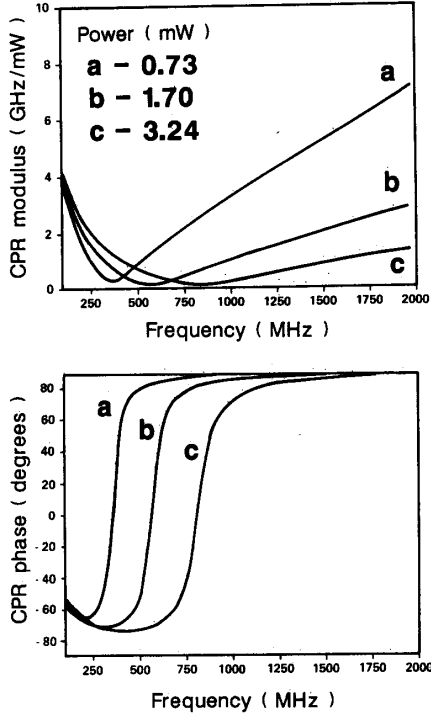 10
8
6
4
2
0
CPR modulus ( GHz/mW )
Power ( mW )
a - 0.73
b - 1.70
c - 3.24
a
b
c
250 500 750 1000 1250 1500 1750 2000
Frequency ( MHz )
80
60
40
20
0
- 20
- 40
- 60
- 80
CPR phase ( degrees )
a
b
c
250 500 750 1000 1250 1500 1750 2000
Frequency ( MHz )